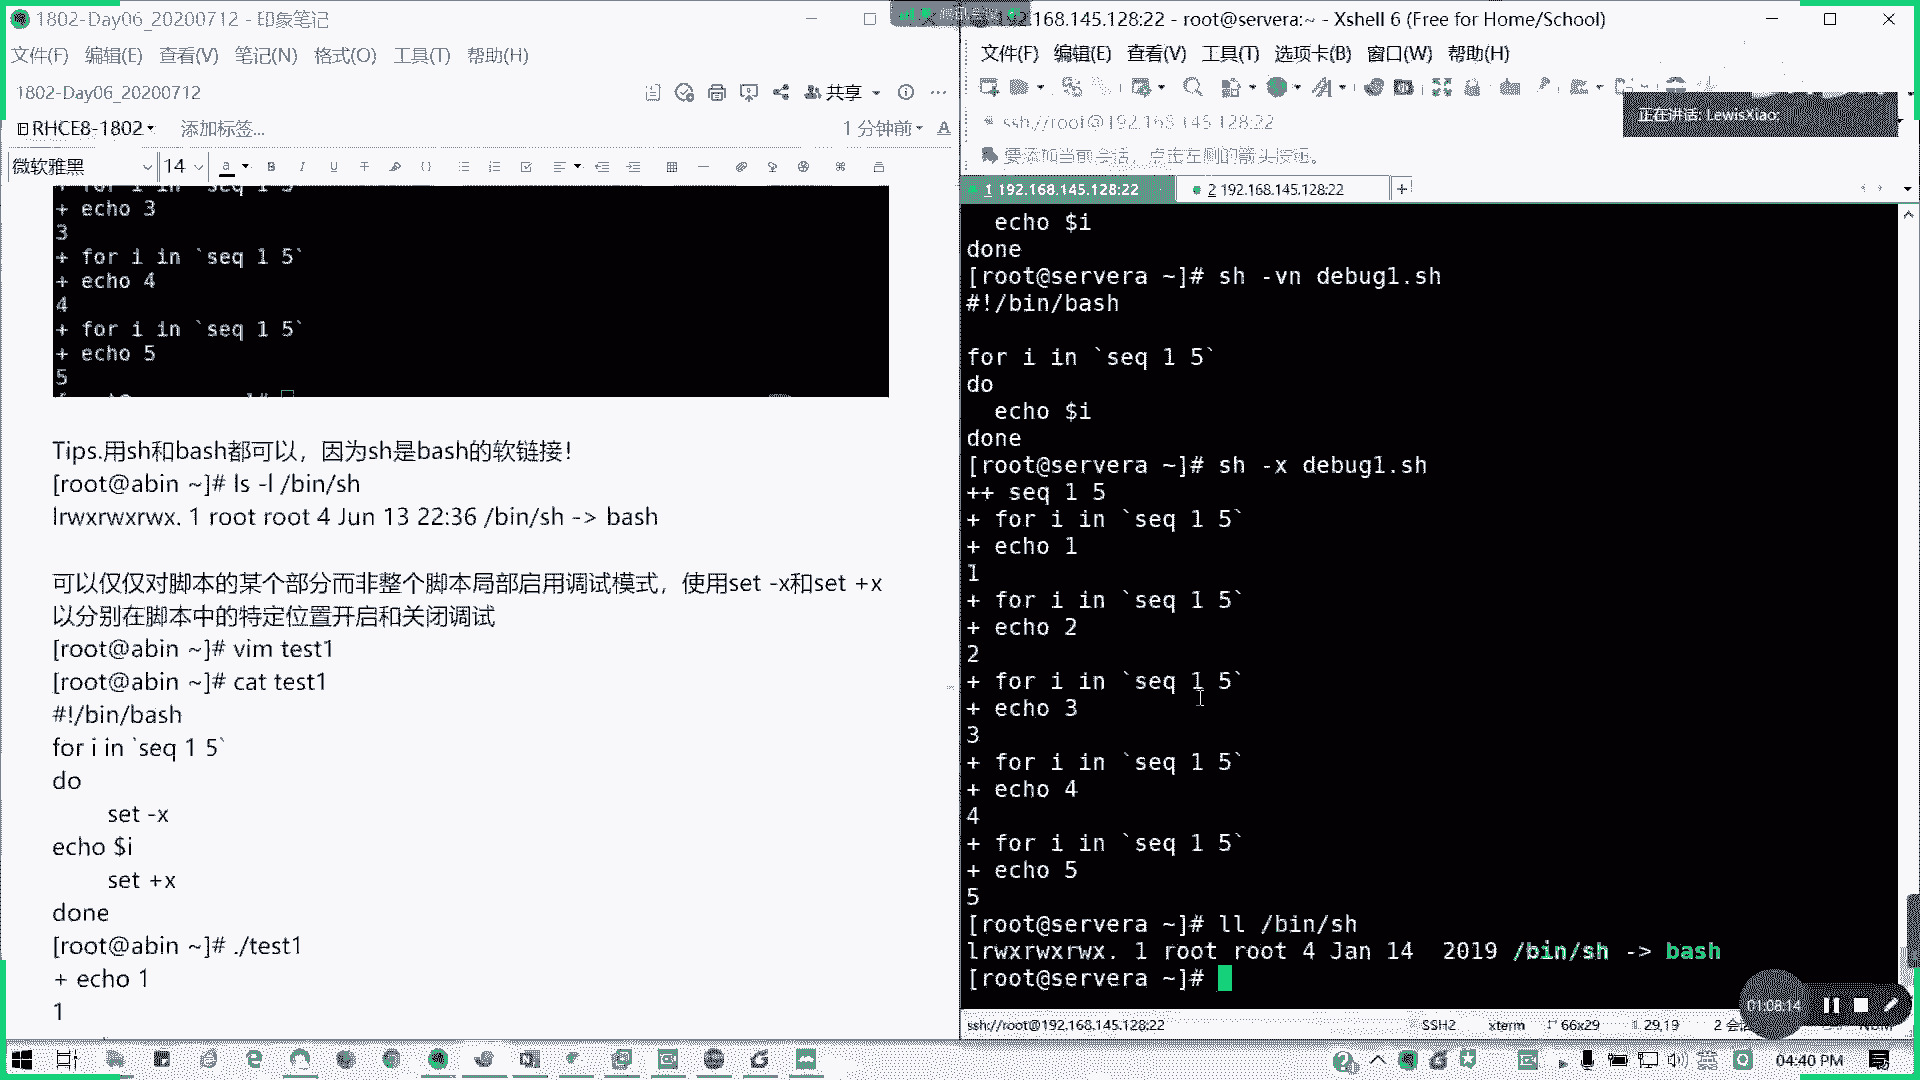 1802-Day06_20200712 - 印象笔记
文件(F) 编辑(E) 查看(V) 笔记(N) 格式(O) 工具(T) 帮助(H)
1802-Day06_20200712
共享
RHCE8-1802 添加标签...
1 分钟前
微软雅黑 14
+ for i in `seq 1 5`
+ echo 3
3
+ for i in `seq 1 5`
+ echo 4
4
+ for i in `seq 1 5`
+ echo 5
5
Tips.用sh和bash都可以，因为sh是bash的软链接！
[root@abin ~]# ls -l /bin/sh
lrwxrwxrwx. 1 root root 4 Jun 13 22:36 /bin/sh -> bash
可以仅仅对脚本的某个部分而非整个脚本局部启用调试模式，使用set -x和set +x
以分别在脚本中的特定位置开启和关闭调试
[root@abin ~]# vim test1
[root@abin ~]# cat test1
#!/bin/bash
for i in `seq 1 5`
do
set -x
echo $i
set +x
done
[root@abin ~]# ./test1
+ echo 1
1
192.168.145.128:22 - root@servera:~ - Xshell 6 (Free for Home/School)
文件(F) 编辑(E) 查看(V) 工具(T) 选项卡(B) 窗口(W) 帮助(H)
正在讲话: LewisXiao;
ssh://root@192.168.145.128:22
要添加当前会话，点击左侧的箭头按钮。
1 192.168.145.128:22 2 192.168.145.128:22
echo $i
done
[root@servera ~]# sh -vn debug1.sh
#!/bin/bash
for i in `seq 1 5`
do
echo $i
done
[root@servera ~]# sh -x debug1.sh
++ seq 1 5
+ for i in `seq 1 5`
+ echo 1
1
+ for i in `seq 1 5`
+ echo 2
2
+ for i in `seq 1 5`
+ echo 3
3
+ for i in `seq 1 5`
+ echo 4
4
+ for i in `seq 1 5`
+ echo 5
5
[root@servera ~]# ll /bin/sh
lrwxrwxrwx. 1 root root 4 Jan 14 2019 /bin/sh -> bash
[root@servera ~]#
01:08:14
ssh://root@192.168.145.128:22 SSH2 xterm 66x29 29,19
英 04:40 PM